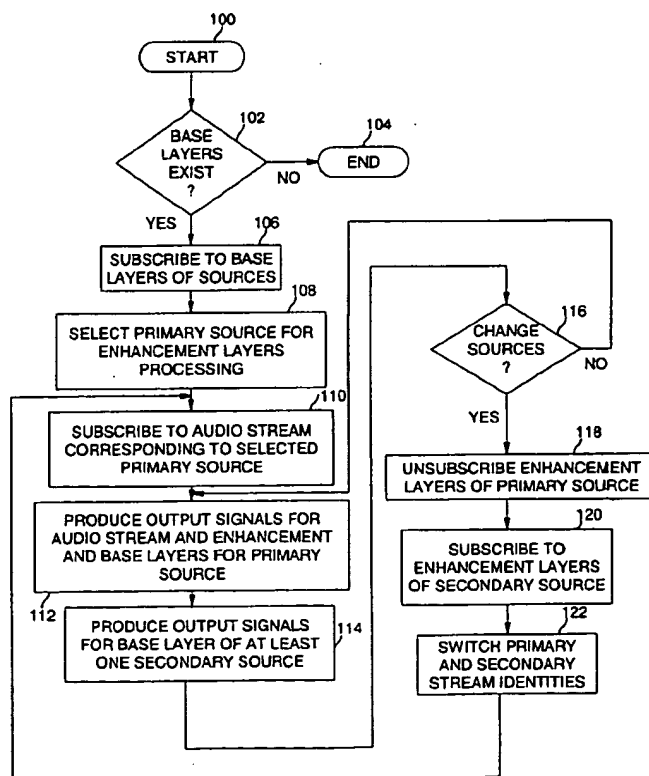 100
START
102
BASE
LAYERS
EXIST
?
104
END
NO
YES
106
SUBSCRIBE TO BASE
LAYERS OF SOURCES
108
SELECT PRIMARY SOURCE FOR
ENHANCEMENT LAYERS
PROCESSING
110
SUBSCRIBE TO AUDIO STREAM
CORRESPONDING TO SELECTED
PRIMARY SOURCE
PRODUCE OUTPUT SIGNALS FOR
AUDIO STREAM AND ENHANCEMENT
AND BASE LAYERS FOR PRIMARY
SOURCE
112
PRODUCE OUTPUT SIGNALS
FOR BASE LAYER OF AT LEAST
ONE SECONDARY SOURCE
114
116
CHANGE
SOURCES
?
NO
YES
118
UNSUBSCRIBE ENHANCEMENT
LAYERS OF PRIMARY SOURCE
120
SUBSCRIBE TO
ENHANCEMENT LAYERS
OF SECONDARY SOURCE
122
SWITCH PRIMARY
AND SECONDARY
STREAM IDENTITIES